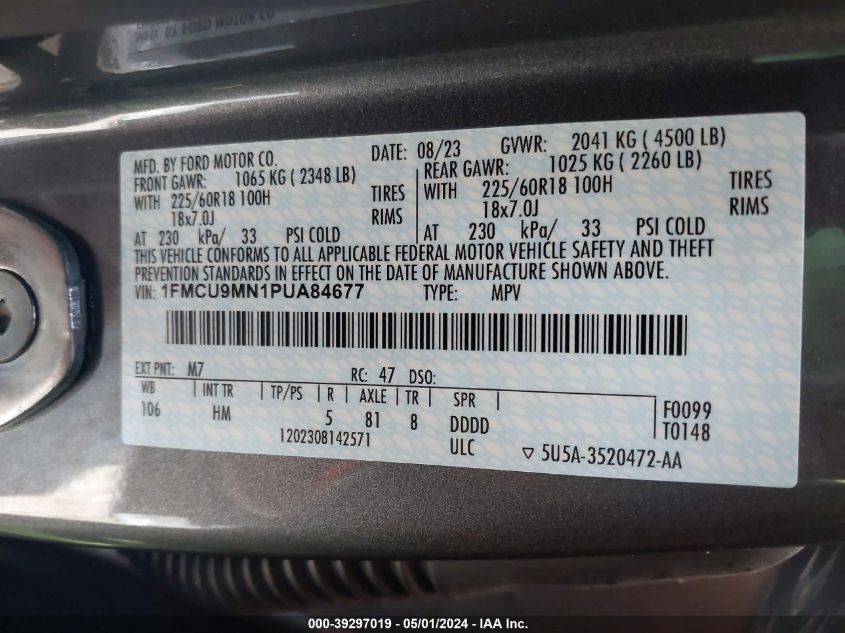 MFD. BY FORD MOTOR CO.
MFD. BY FORD MOTOR CO. DATE: 08/23 GVWR: 2041 KG ( 4500 LB)
FRONT GAWR: 1065 KG ( 2348 LB) REAR GAWR: 1025 KG ( 2260 LB)
WITH 225/60R18 100H TIRES WITH 225/60R18 100H TIRES
18x7.0J RIMS 18x7.0J RIMS
AT 230 kPa/ 33 PSI COLD AT 230 kPa/ 33 PSI COLD
THIS VEHICLE CONFORMS TO ALL APPLICABLE FEDERAL MOTOR VEHICLE SAFETY AND THEFT
PREVENTION STANDARDS IN EFFECT ON THE DATE OF MANUFACTURE SHOWN ABOVE.
VIN: 1FMCU9MN1PUA84677 TYPE: MPV
EXT PNT: M7 RC: 47 DSO:
WB INT TR TP/PS R AXLE TR SPR
106 HM 5 81 8 DDDD F0099
1202308142571 ULC T0148
5U5A-3520472-AA
000-39297019 - 05/01/2024 - IAA Inc.